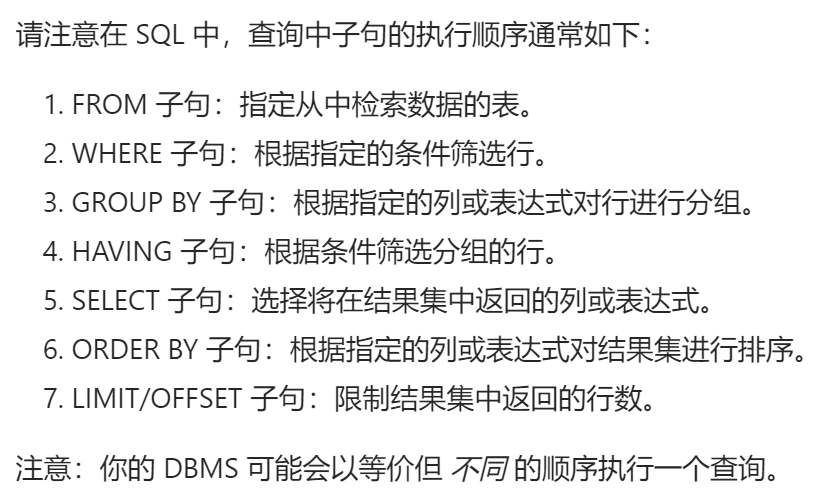 请注意在 SQL 中，查询中子句的执行顺序通常如下：
1. FROM 子句：指定从中检索数据的表。
2. WHERE 子句：根据指定的条件筛选行。
3. GROUP BY 子句：根据指定的列或表达式对行进行分组。
4. HAVING 子句：根据条件筛选分组的行。
5. SELECT 子句：选择将在结果集中返回的列或表达式。
6. ORDER BY 子句：根据指定的列或表达式对结果集进行排序。
7. LIMIT/OFFSET 子句：限制结果集中返回的行数。
注意：你的 DBMS 可能会以等价但 不同 的顺序执行一个查询。